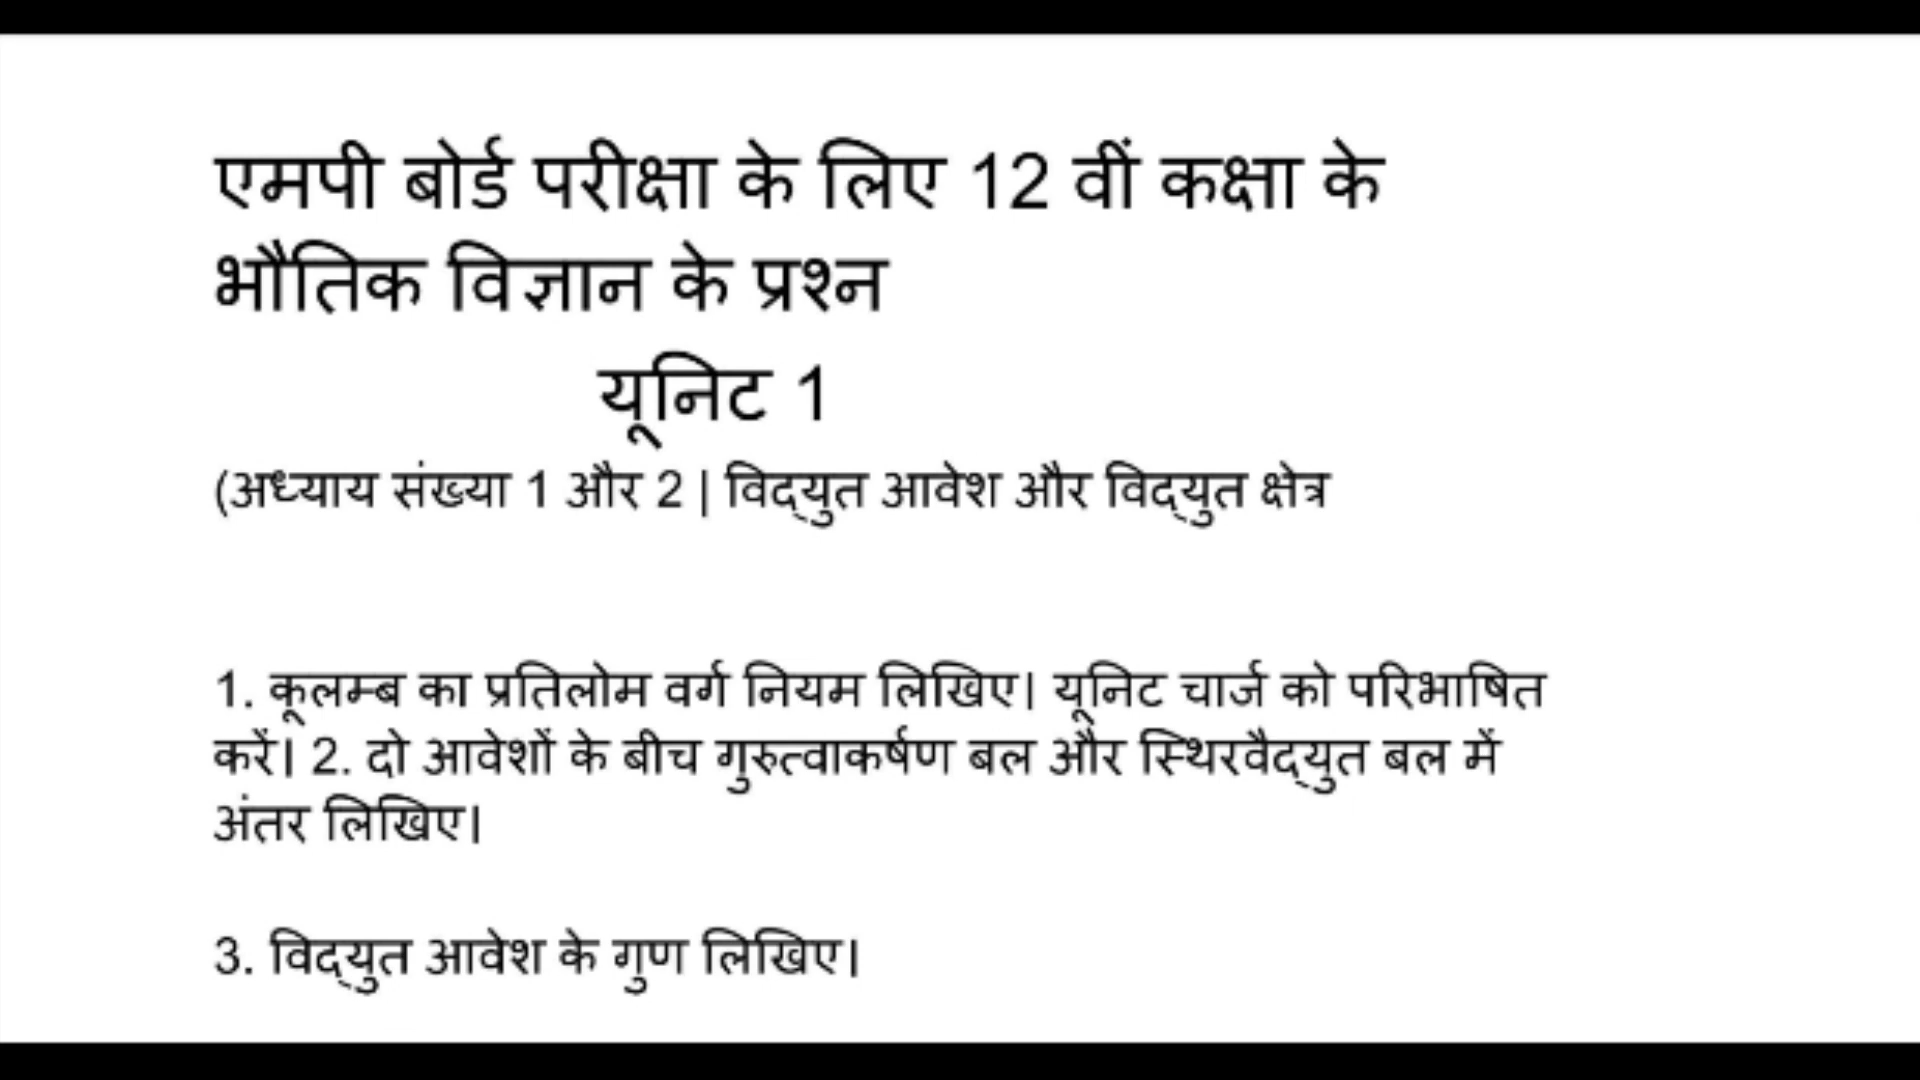 एमपी बोर्ड परीक्षा के लिए 12 वीं कक्षा के
भौतिक विज्ञान के प्रश्न
यूनिट 1
(अध्याय संख्या 1 और 2 | विद्युत आवेश और विद्युत क्षेत्र
1. कूलम्ब का प्रतिलोम वर्ग नियम लिखिए। यूनिट चार्ज को परिभाषित
करें। 2. दो आवेशों के बीच गुरुत्वाकर्षण बल और स्थिरवैद्युत बल में
अंतर लिखिए।
3. विद्युत आवेश के गुण लिखिए।